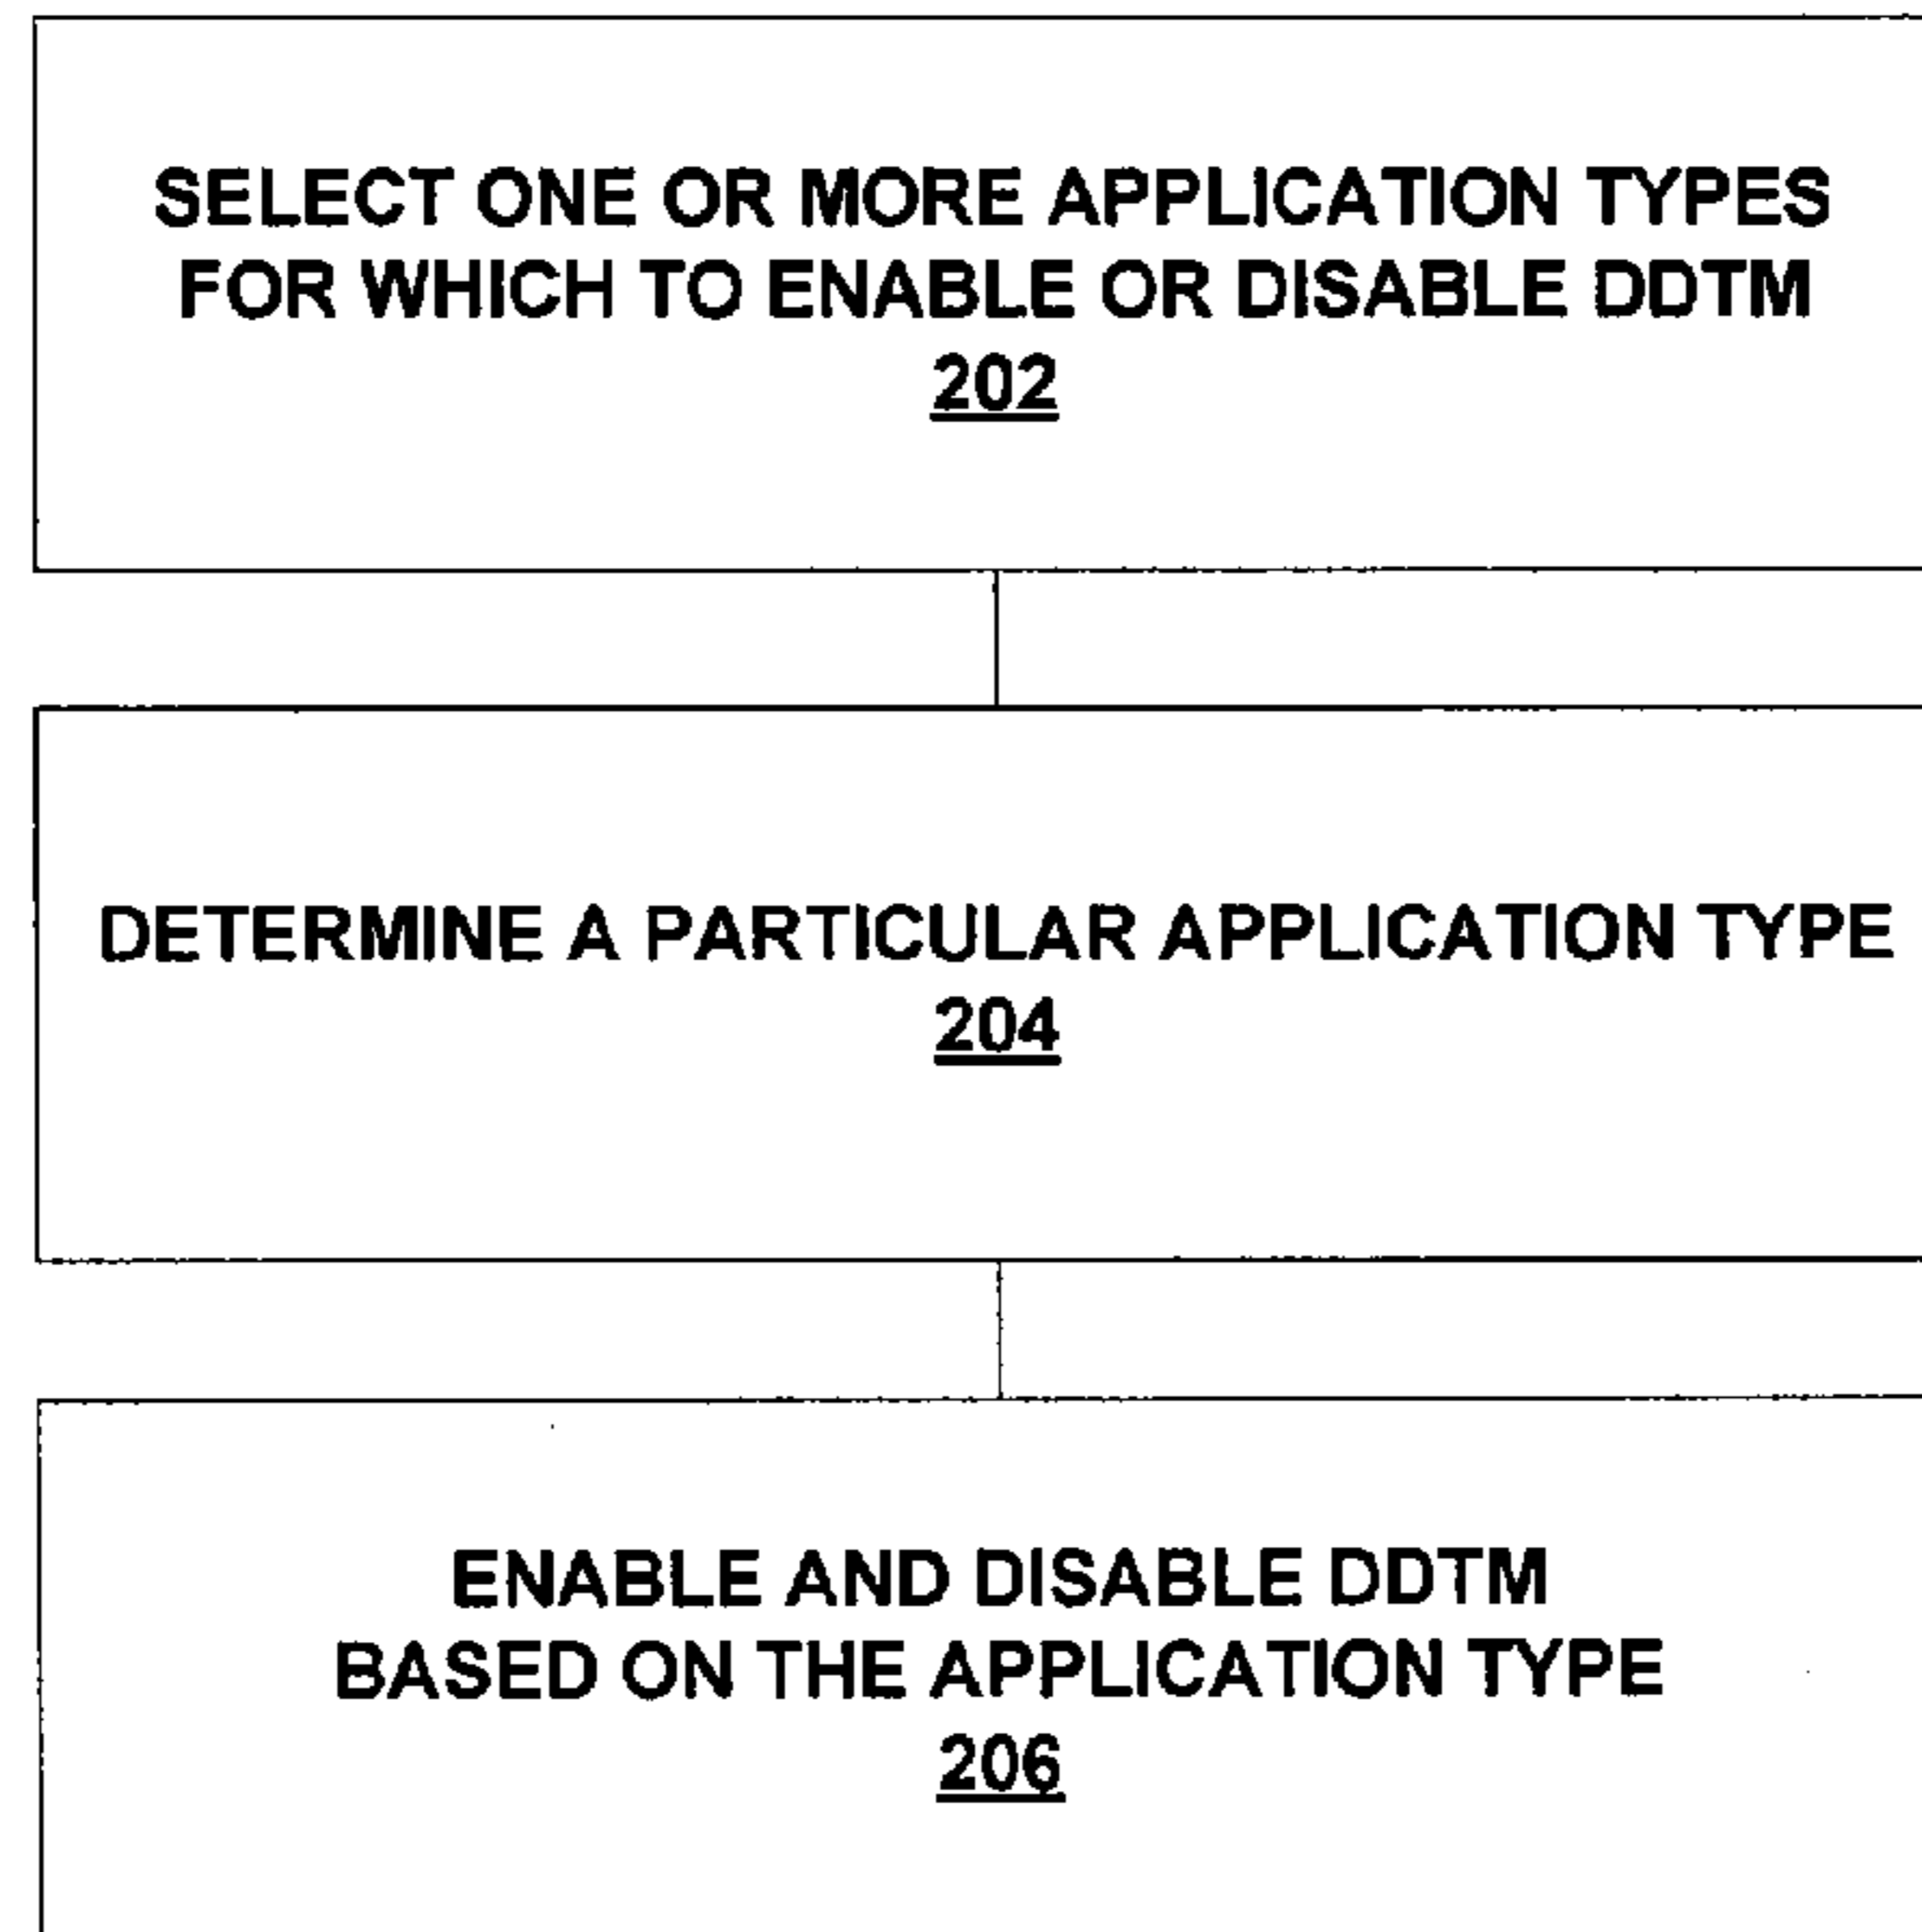 SELECT ONE OR MORE APPLICATION TYPES
FOR WHICH TO ENABLE OR DISABLE DDTM
202
DETERMINE A PARTICULAR APPLICATION TYPE
204
ENABLE AND DISABLE DDTM
BASED ON THE APPLICATION TYPE
206